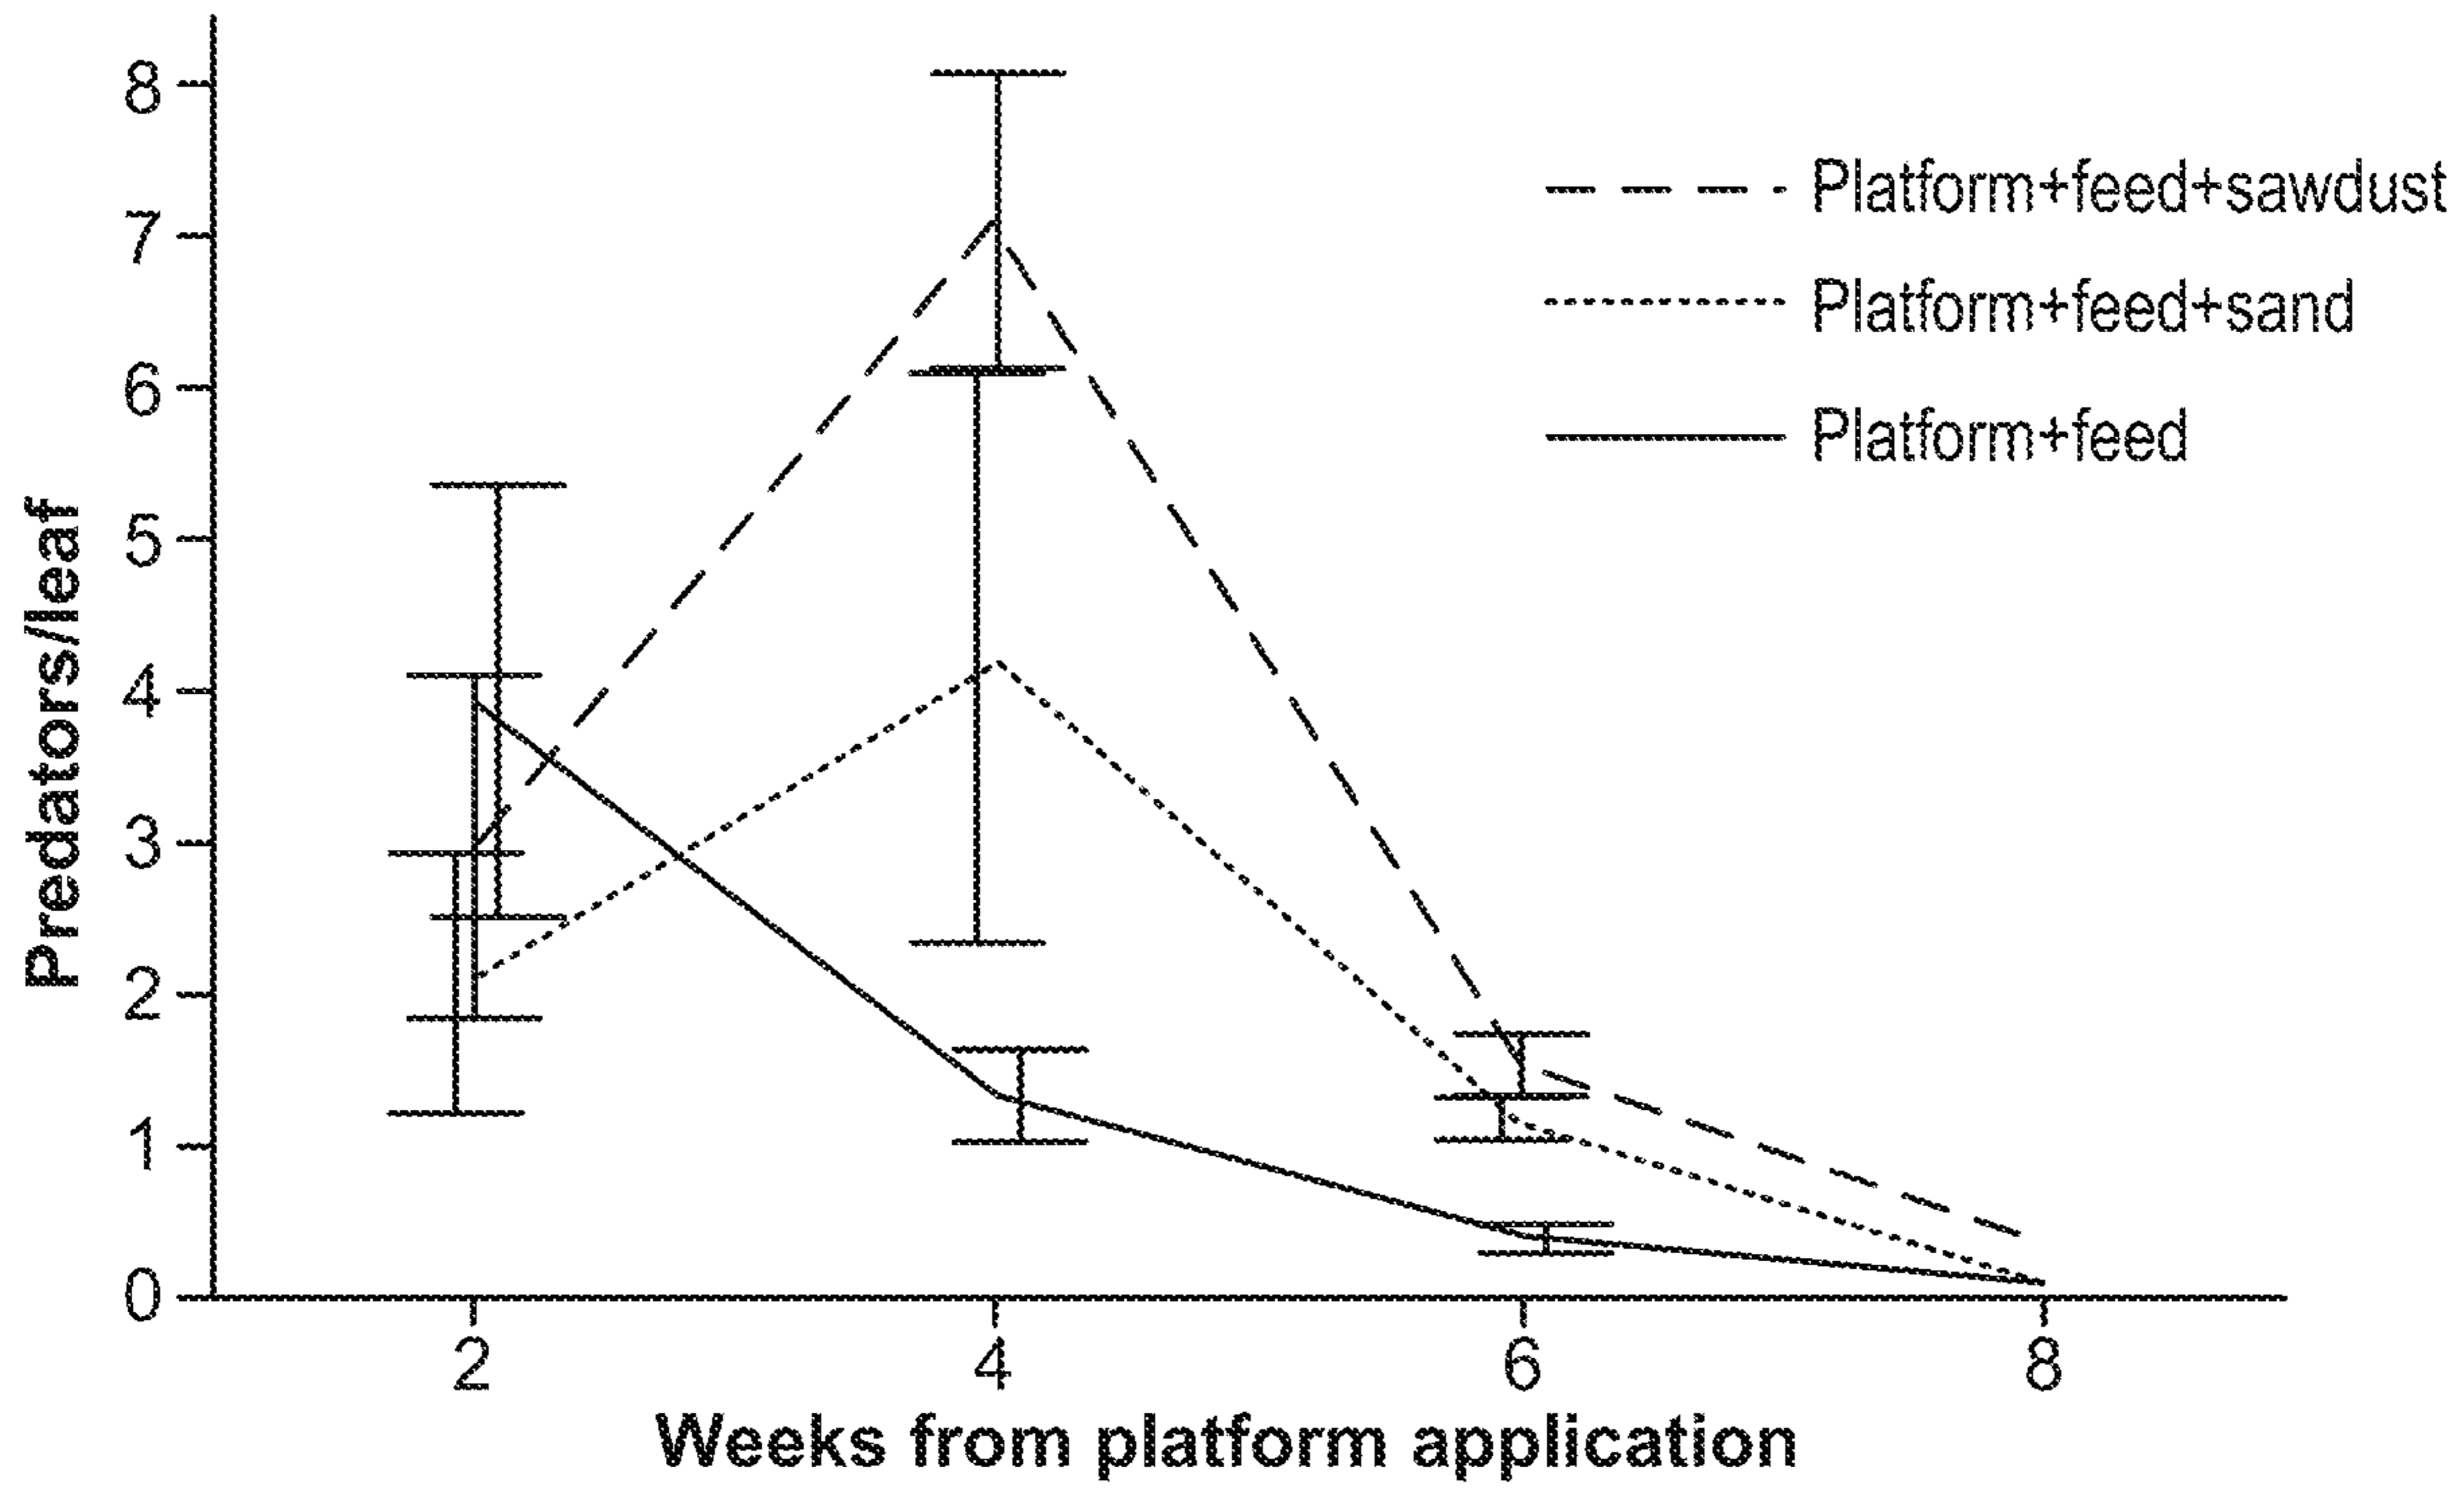 8
7
6
5
4
3
2
1
0
Predators/leaf
Platform+feed+sawdust
Platform+feed+sand
Platform+feed
2 4 6 8
Weeks from platform application